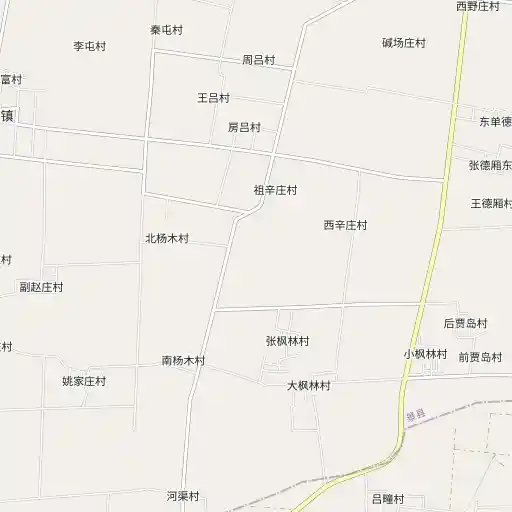 西野庄村
秦屯村
李屯村
碱场庄村
周吕村
富村
王吕村
镇
东单德
房吕村
张德厢东
祖辛庄村
王德厢村
西辛庄村
北杨木村
村
副赵庄村
后贾岛村
张枫林村
村
小枫林村
前贾岛村
南杨木村
姚家庄村
大枫林村
景县
河渠村
吕疃村